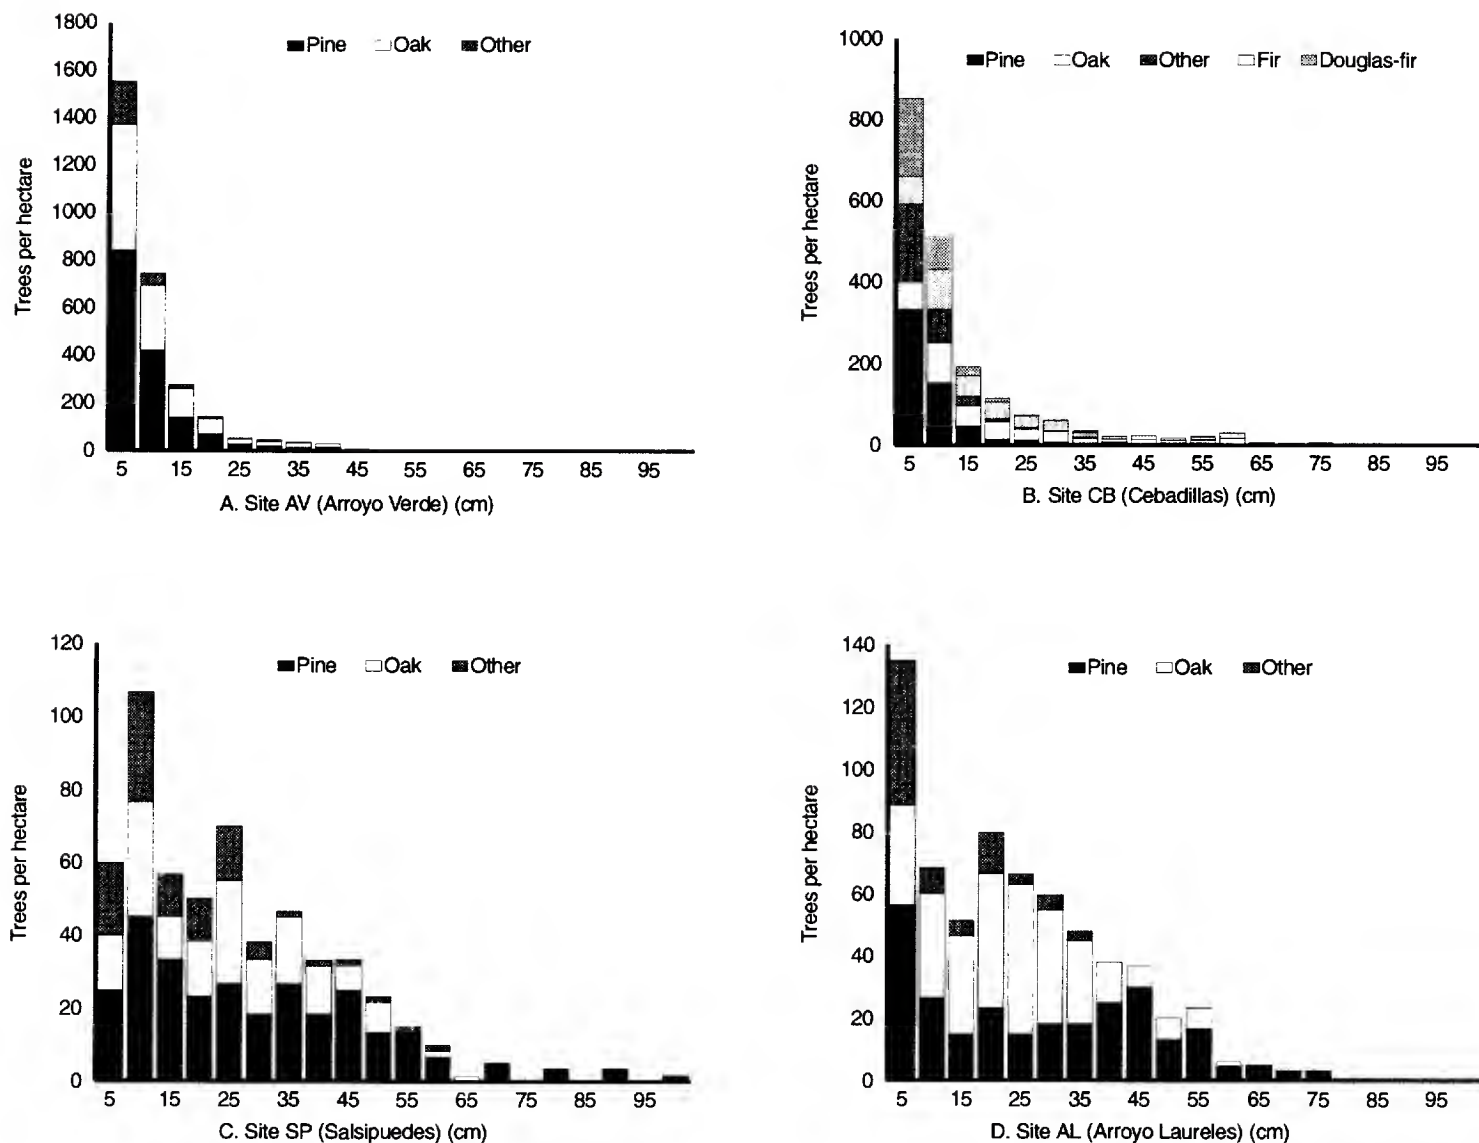 1800
1600
1400
1200
1000
800
600
400
200
0
Trees per hectare
Pine Oak Other
5 15 25 35 45 55 65 75 85 95
A. Site AV (Arroyo Verde) (cm)
1000
800
600
400
200
0
Trees per hectare
Pine Oak Other Fir Douglas-fir
5 15 25 35 45 55 65 75 85 95
B. Site CB (Cebadillas) (cm)
120
100
80
60
40
20
0
Trees per hectare
Pine Oak Other
5 15 25 35 45 55 65 75 85 95
C. Site SP (Salsipuedes) (cm)
140
120
100
80
60
40
20
0
Trees per hectare
Pine Oak Other
5 15 25 35 45 55 65 75 85 95
D. Site AL (Arroyo Laureles) (cm)